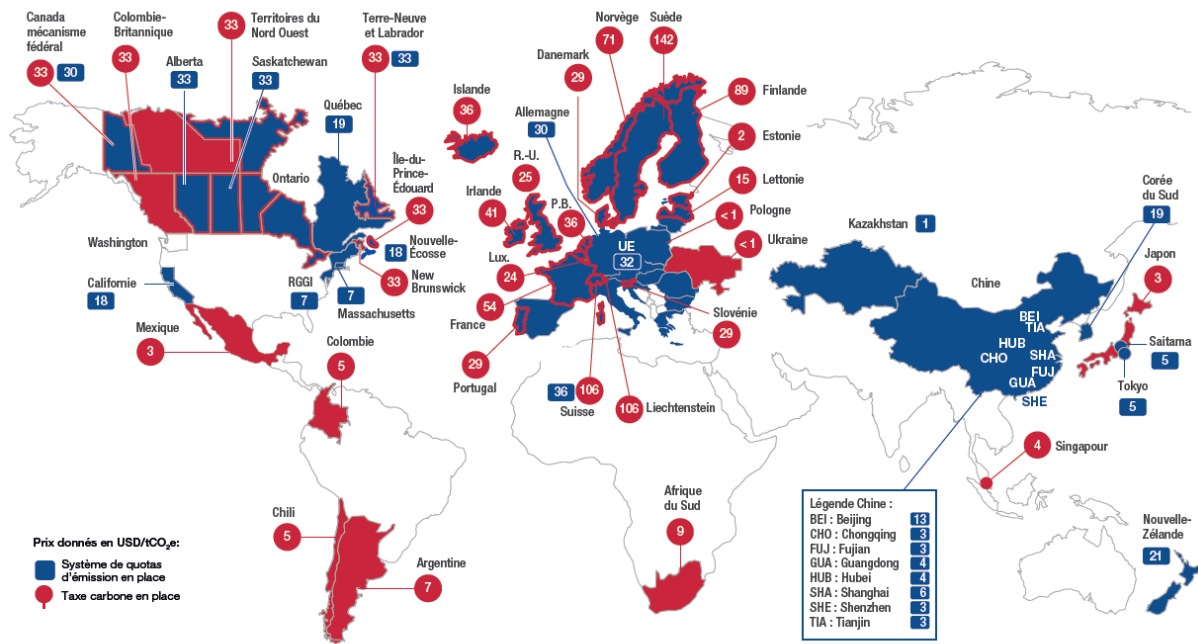 Canada
mécanisme
fédéral
33 30
Colombie-
Britannique
33
Territoires du
Nord Ouest
33
Terre-Neuve
et Labrador
33 33
Alberta
33
Saskatchewan
33
Québec
19
Ontario
Île-du-
Prince-
Édouard
33
18
Nouvelle-
Écosse
33
New
Brunswick
Washington
Californie
18
RGGI
7
7
Massachusetts
Mexique
3
Colombie
5
Chili
5
Argentine
7
Norvège
71
Suède
142
Danemark
29
89
Finlande
Islande
36
Allemagne
30
2
Estonie
R.-U.
25
15
Lettonie
Irlande
41
P.B.
36
< 1
Pologne
UE
32
< 1
Ukraine
Lux.
24
54
France
Slovénie
29
29
Portugal
36
Suisse
106
106
Liechtenstein
Afrique
du Sud
9
Kazakhstan
1
Corée
du Sud
19
Chine
Japon
3
BEI
TIA
HUB
CHO
SHA
FUJ
GUA
SHE
Saitama
5
Tokyo
5
4
Singapour
Nouvelle-
Zélande
21
Légende Chine :
BEI : Beijing 13
CHO : Chongqing 3
FUJ : Fujian 3
GUA : Guangdong 4
HUB : Hubei 4
SHA : Shanghai 6
SHE : Shenzhen 3
TIA : Tianjin 3
Prix donnés en USD/tCO₂e:
Système de quotas
d'émission en place
Taxe carbone en place